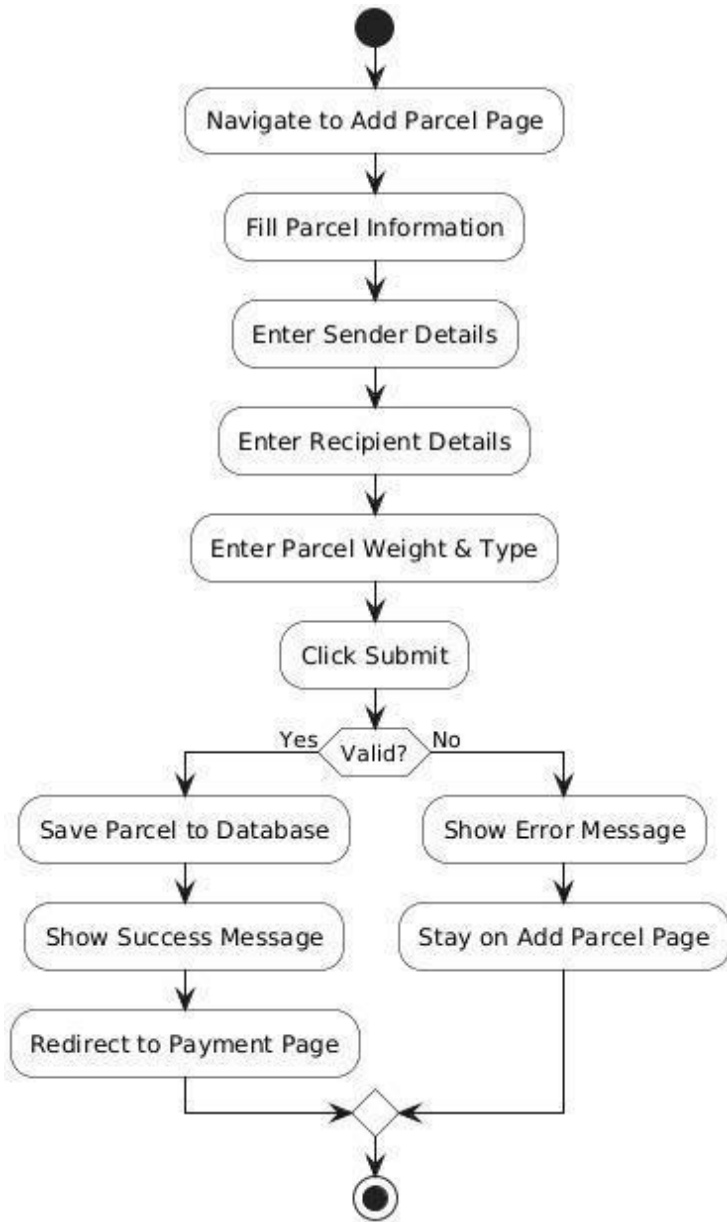 Navigate to Add Parcel Page
Fill Parcel Information
Enter Sender Details
Enter Recipient Details
Enter Parcel Weight & Type
Click Submit
Yes
Valid?
No
Save Parcel to Database
Show Error Message
Show Success Message
Stay on Add Parcel Page
Redirect to Payment Page